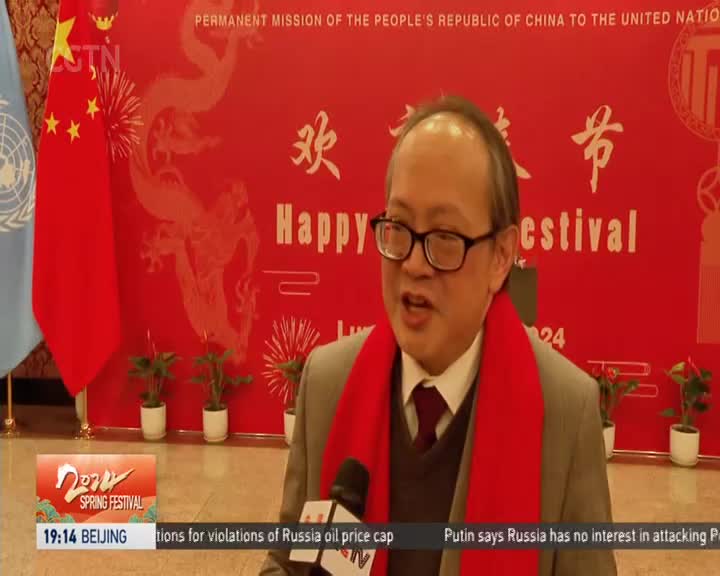 CGTN
PERMANENT MISSION OF THE PEOPLE'S REPUBLIC OF CHINA TO THE UNITED
欢 节
Happy estival
24
2024
SPRING FESTIVAL
19:14 BEIJING
tions for violations of Russia oil price cap Putin says Russia has no interest in attacking